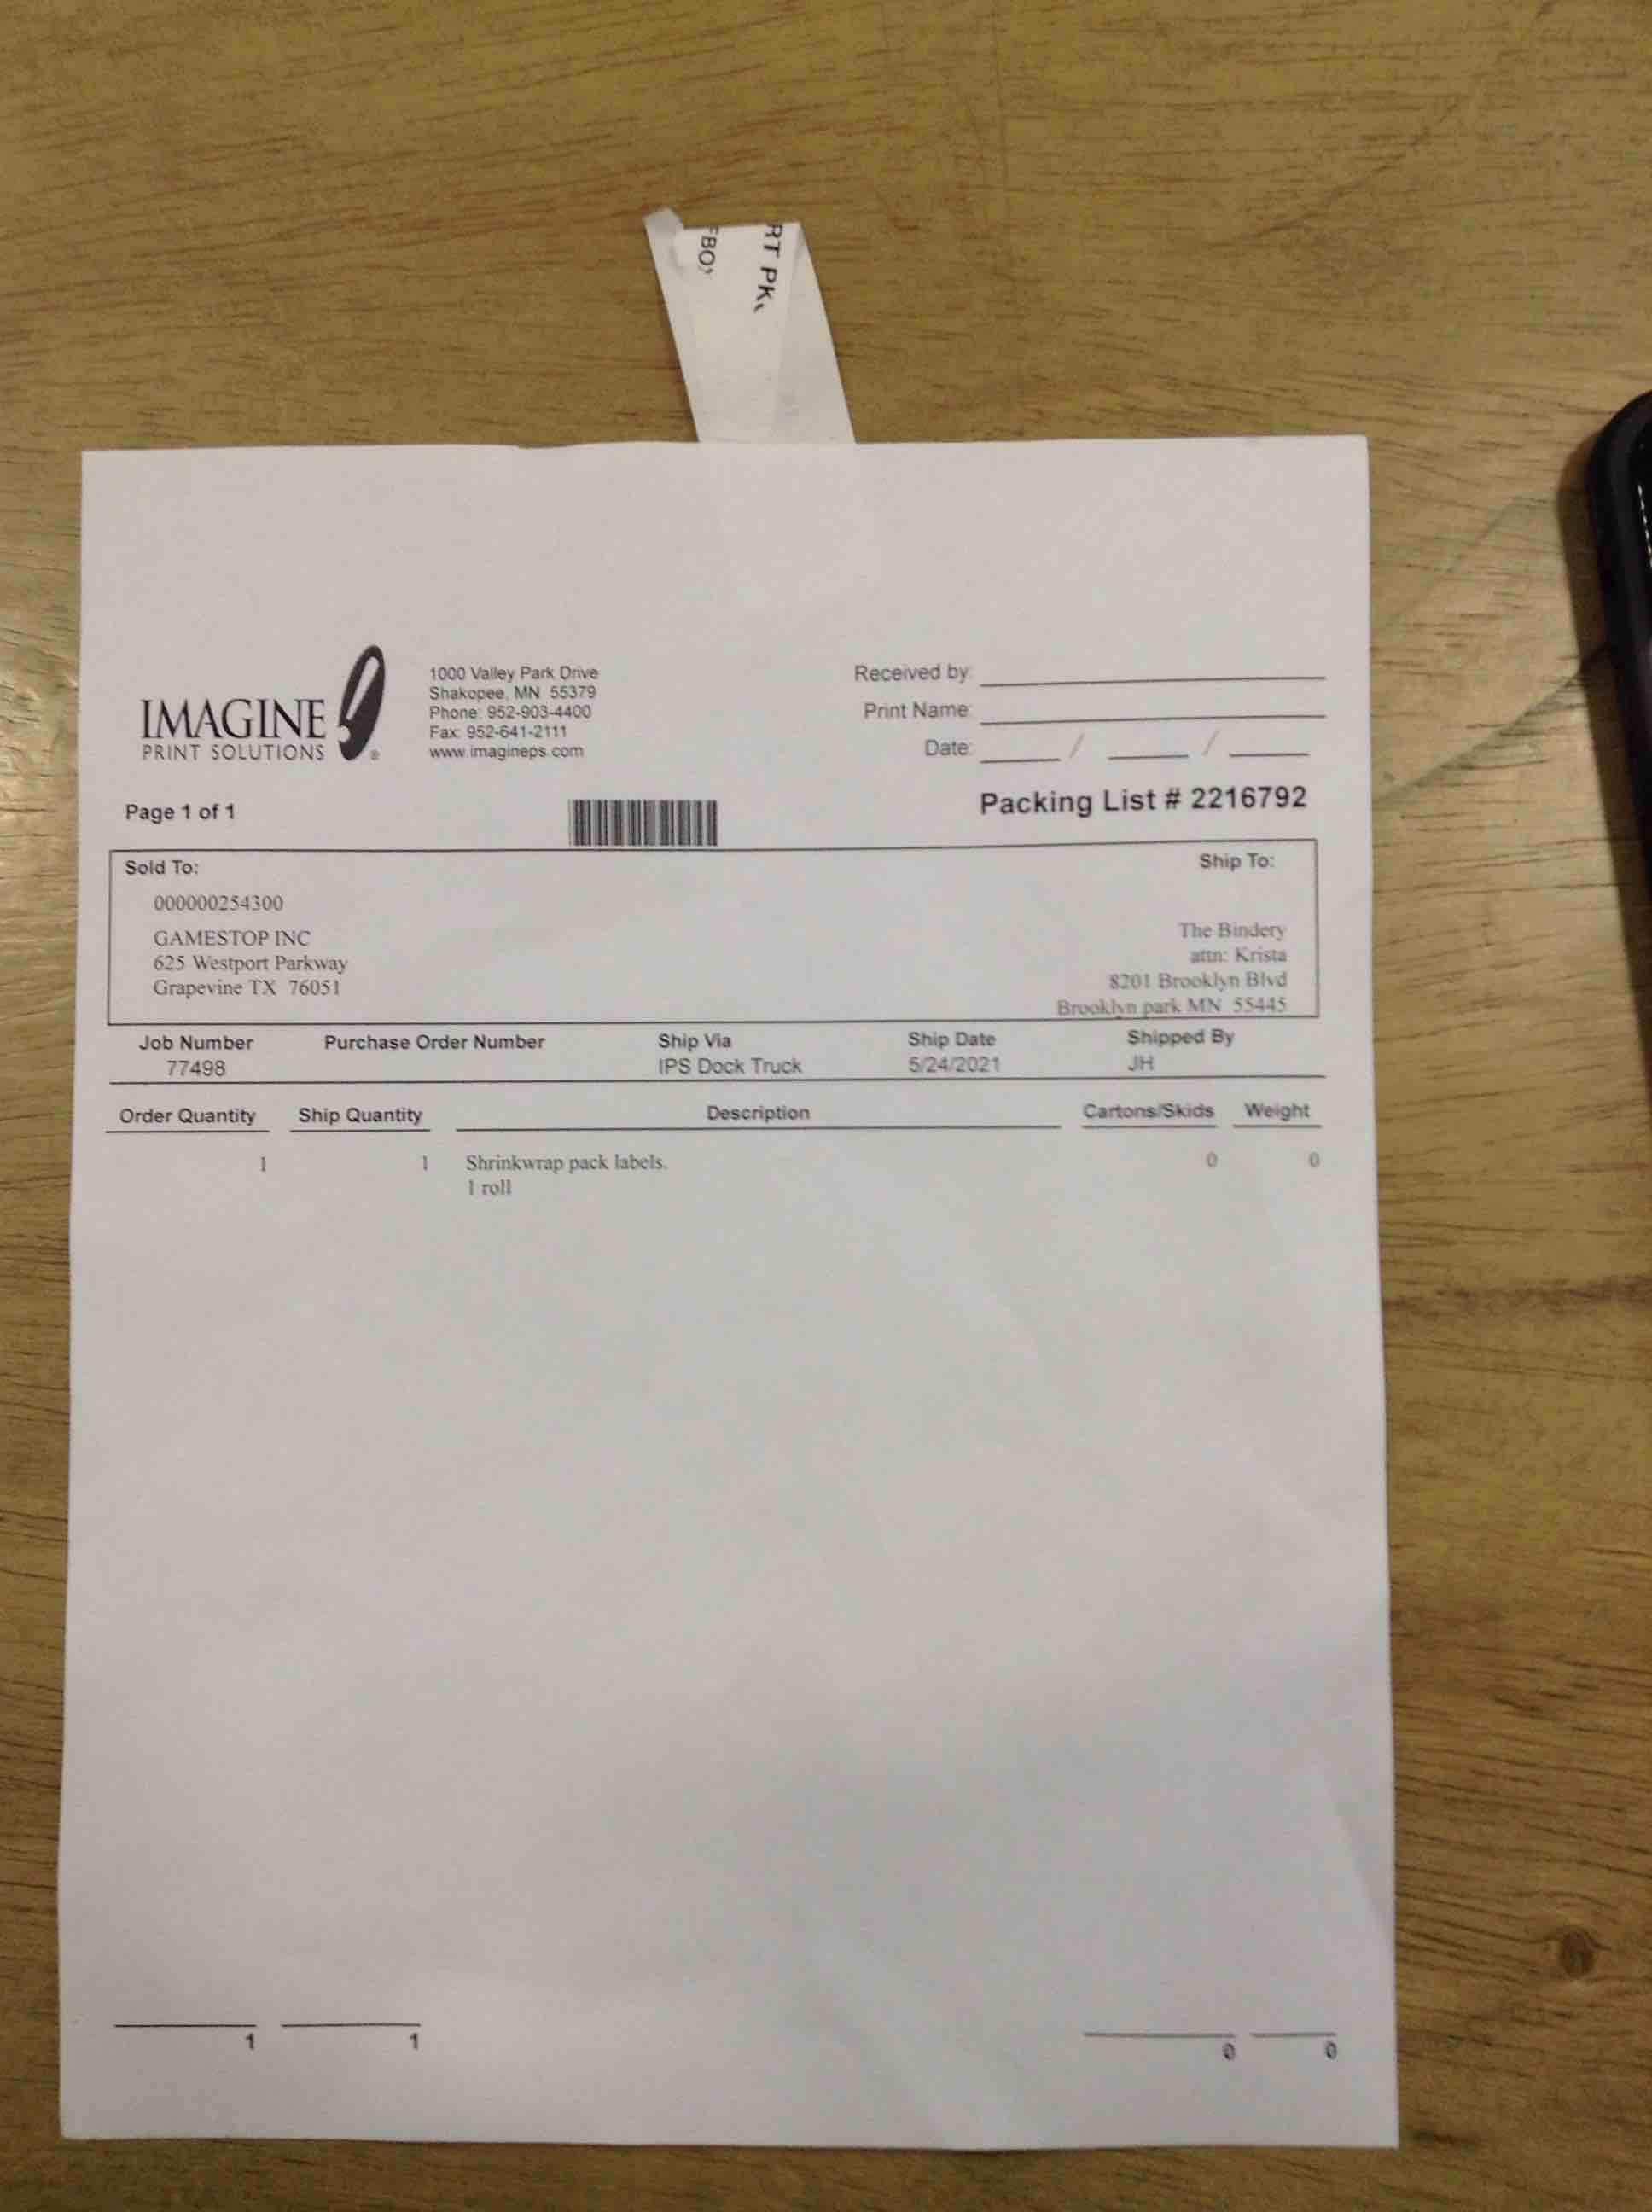 RT PK
FBO
IMAGINE
PRINT SOLUTIONS
®
1000 Valley Park Drive
Shakopee, MN 55379
Phone: 952-903-4400
Fax: 952-641-2111
www.imagineps.com
Received by:
Print Name:
Date: / /
Page 1 of 1
Packing List # 2216792
Sold To:
000000254300
GAMESTOP INC
625 Westport Parkway
Grapevine TX 76051
Ship To:
The Bindery
attn: Krista
8201 Brooklyn Blvd
Brooklyn park MN 55445
Job Number Purchase Order Number Ship Via Ship Date Shipped By
77498 IPS Dock Truck 5/24/2021 JH
Order Quantity Ship Quantity Description Cartons/Skids Weight
1 1 Shrinkwrap pack labels. 0 0
1 roll
1 1 0 0